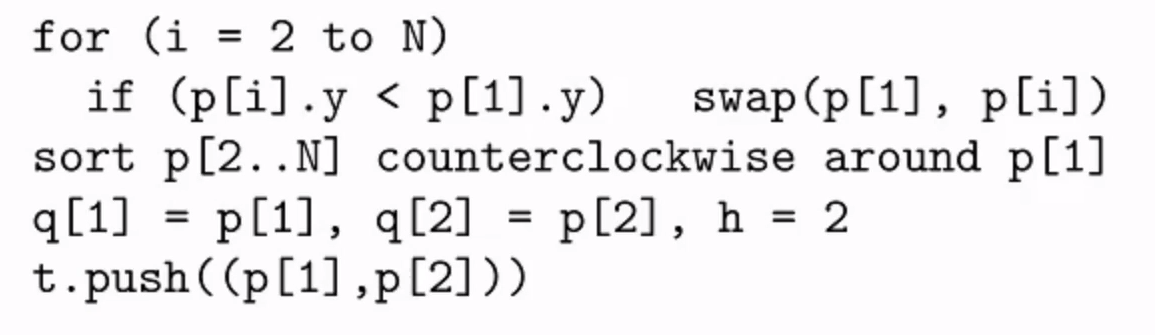 for (i = 2 to N)
if (p[i].y < p[1].y) swap(p[1], p[i])
sort p[2..N] counterclockwise around p[1]
q[1] = p[1], q[2] = p[2], h = 2
t.push((p[1],p[2]))